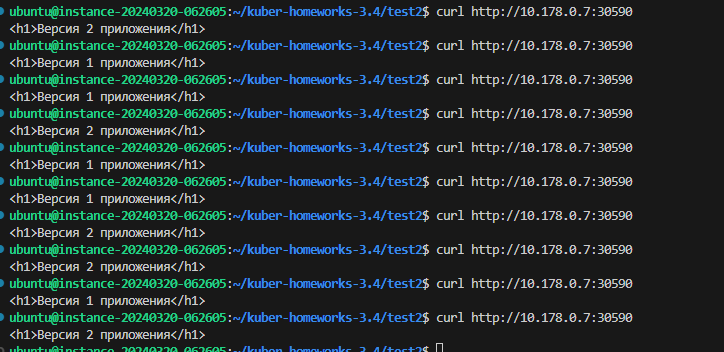 ubuntu@instance-20240320-062605:~/kuber-homeworks-3.4/test2$ curl http://10.178.0.7:30590
<h1>Версия 2 приложения</h1>
ubuntu@instance-20240320-062605:~/kuber-homeworks-3.4/test2$ curl http://10.178.0.7:30590
<h1>Версия 1 приложения</h1>
ubuntu@instance-20240320-062605:~/kuber-homeworks-3.4/test2$ curl http://10.178.0.7:30590
<h1>Версия 1 приложения</h1>
ubuntu@instance-20240320-062605:~/kuber-homeworks-3.4/test2$ curl http://10.178.0.7:30590
<h1>Версия 2 приложения</h1>
ubuntu@instance-20240320-062605:~/kuber-homeworks-3.4/test2$ curl http://10.178.0.7:30590
<h1>Версия 1 приложения</h1>
ubuntu@instance-20240320-062605:~/kuber-homeworks-3.4/test2$ curl http://10.178.0.7:30590
<h1>Версия 1 приложения</h1>
ubuntu@instance-20240320-062605:~/kuber-homeworks-3.4/test2$ curl http://10.178.0.7:30590
<h1>Версия 2 приложения</h1>
ubuntu@instance-20240320-062605:~/kuber-homeworks-3.4/test2$ curl http://10.178.0.7:30590
<h1>Версия 2 приложения</h1>
ubuntu@instance-20240320-062605:~/kuber-homeworks-3.4/test2$ curl http://10.178.0.7:30590
<h1>Версия 1 приложения</h1>
ubuntu@instance-20240320-062605:~/kuber-homeworks-3.4/test2$ curl http://10.178.0.7:30590
<h1>Версия 2 приложения</h1>
ubuntu@instance-20240320-062605:~/kuber-homeworks-3.4/test2$